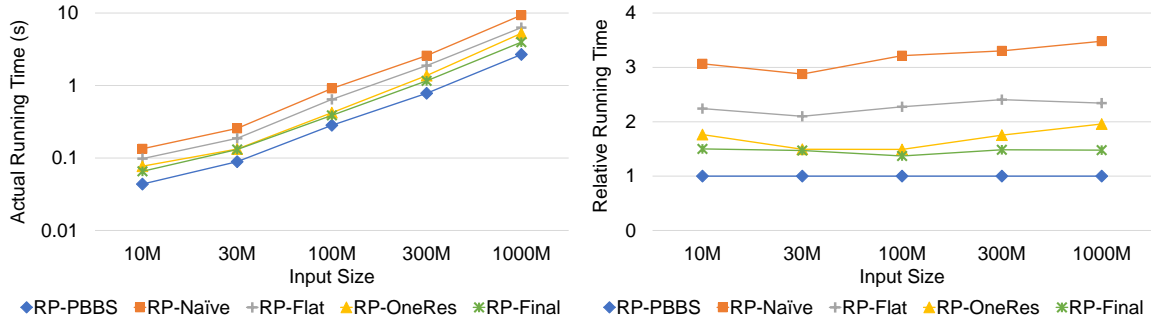 Actual Running Time (s)
10
1
0.1
0.01
10M 30M 100M 300M 1000M
Input Size
RP-PBBS RP-Naïve RP-Flat RP-OneRes RP-Final
Relative Running Time
4
3
2
1
0
10M 30M 100M 300M 1000M
Input Size
RP-PBBS RP-Naïve RP-Flat RP-OneRes RP-Final